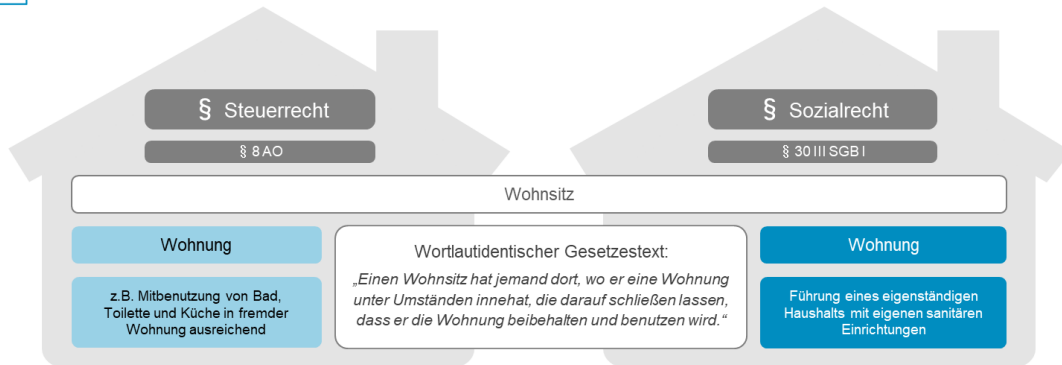 § Steuerrecht
§ 8 AO
§ Sozialrecht
§ 30 III SGB I
Wohnsitz
Wohnung
z.B. Mitbenutzung von Bad,
Toilette und Küche in fremder
Wohnung ausreichend
Wortlautidentischer Gesetzestext:
„Einen Wohnsitz hat jemand dort, wo er eine Wohnung
unter Umständen innehat, die darauf schließen lassen,
dass er die Wohnung beibehalten und benutzen wird.“
Wohnung
Führung eines eigenständigen
Haushalts mit eigenen sanitären
Einrichtungen